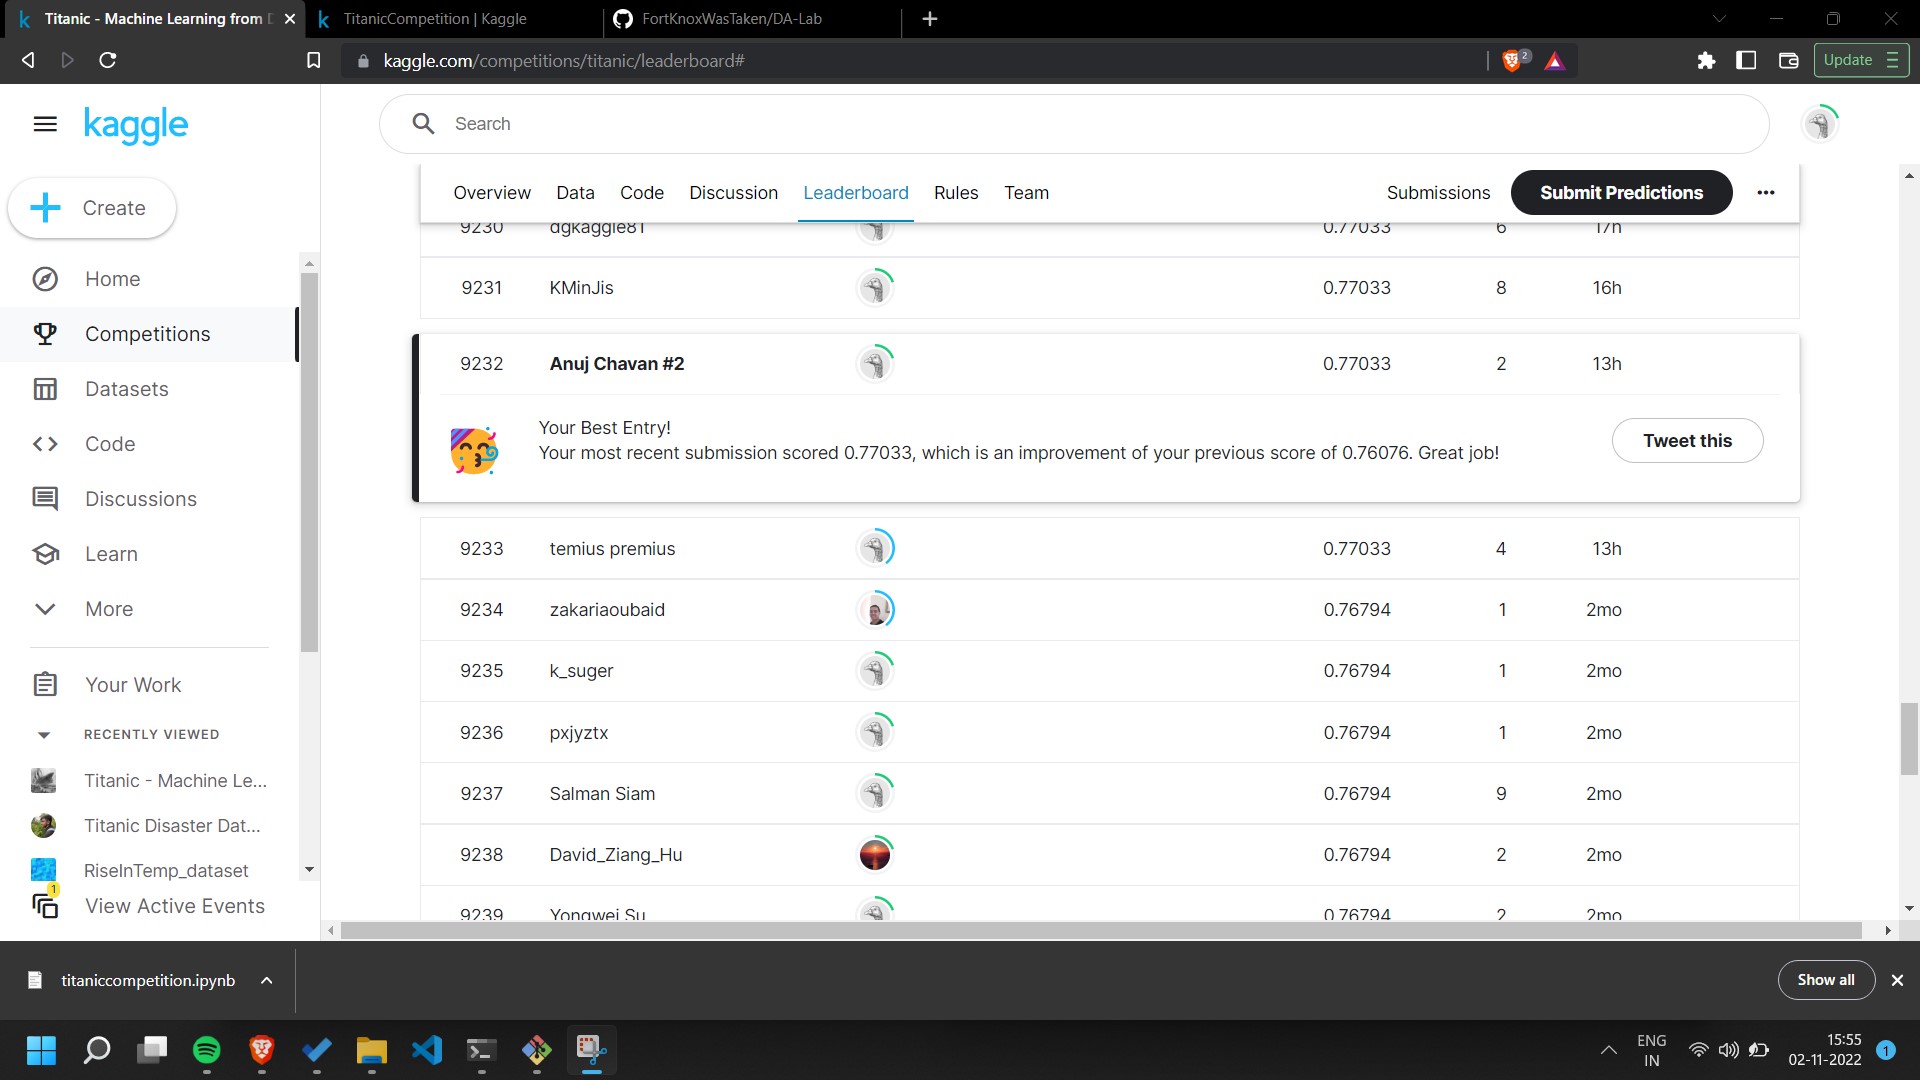 Titanic - Machine Learning from D
TitanicCompetition | Kaggle
FortKnoxWasTaken/DA-Lab
kaggle.com/competitions/titanic/leaderboard#
2
Update
kaggle
Search
Create
Overview Data Code Discussion Leaderboard Rules Team Submissions Submit Predictions
Home
Competitions
Datasets
Code
Discussions
Learn
More
Your Work
RECENTLY VIEWED
Titanic - Machine Le...
Titanic Disaster Dat...
RiseInTemp_dataset
1
View Active Events
9230 dgkaggle81 0.77033 6 17h
9231 KMinJis 0.77033 8 16h
9232 Anuj Chavan #2 0.77033 2 13h
Your Best Entry!
Your most recent submission scored 0.77033, which is an improvement of your previous score of 0.76076. Great job!
Tweet this
9233 temius premius 0.77033 4 13h
9234 zakariaoubaid 0.76794 1 2mo
9235 k_suger 0.76794 1 2mo
9236 pxjyztx 0.76794 1 2mo
9237 Salman Siam 0.76794 9 2mo
9238 David_Ziang_Hu 0.76794 2 2mo
9239 Yongwei Su 0.76794 2 2mo
titaniccompetition.ipynb
Show all
ENG
IN
15:55
02-11-2022
1